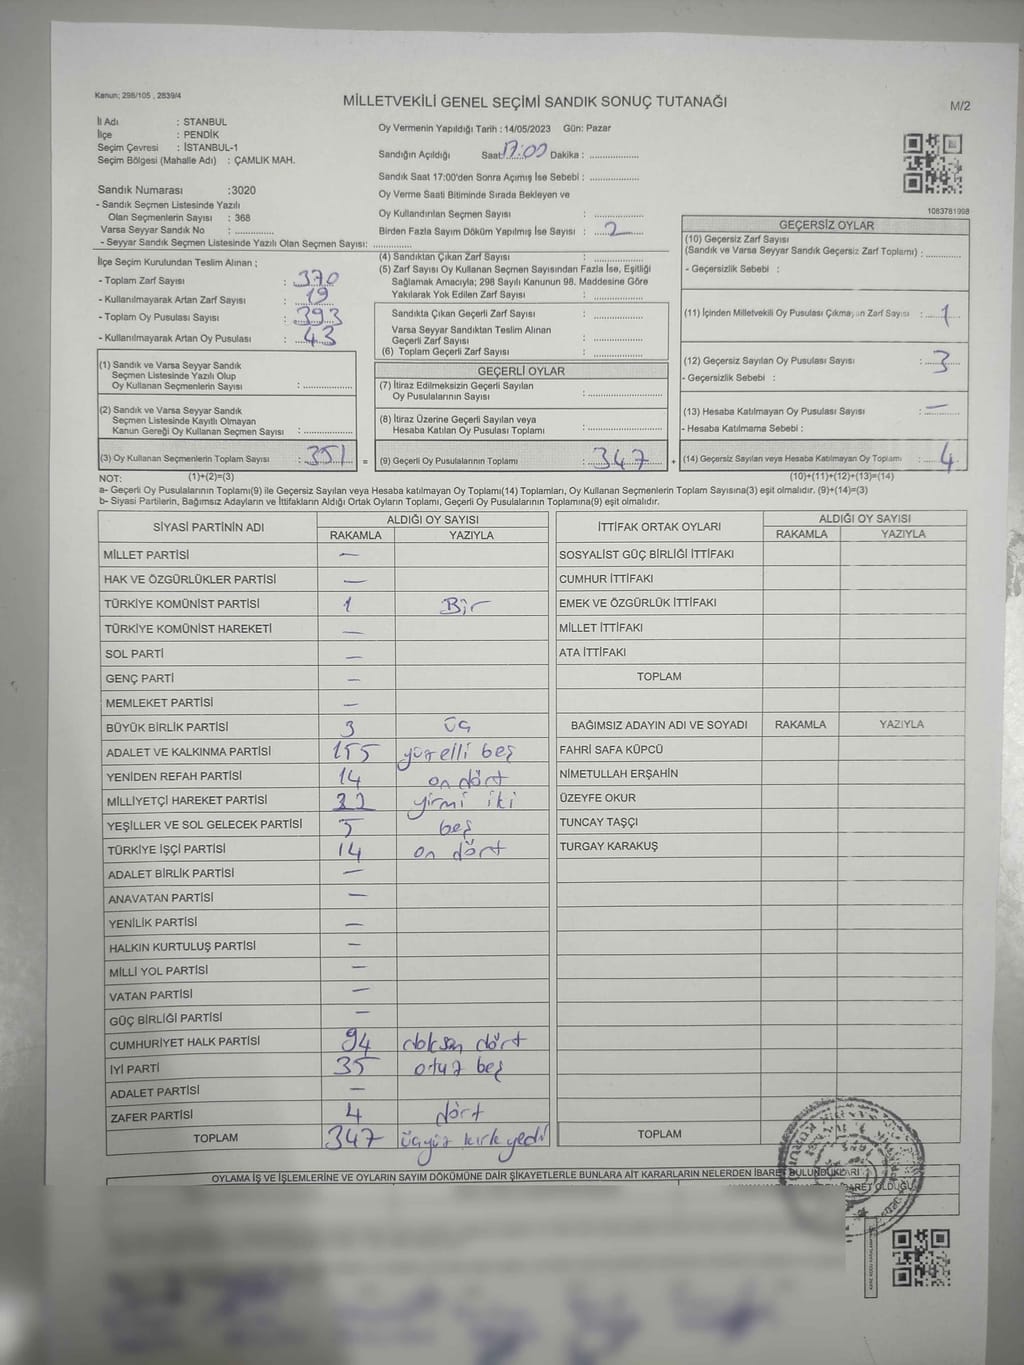 Kanun; 298/105 , 2839/4
MİLLETVEKİLİ GENEL SEÇİMİ SANDIK SONUÇ TUTANAĞI
M/2
İl Adı : STANBUL
İlçe : PENDİK
Seçim Çevresi : İSTANBUL-1
Seçim Bölgesi (Mahalle Adı) : ÇAMLIK MAH.
Sandık Numarası :3020
- Sandık Seçmen Listesinde Yazılı
Olan Seçmenlerin Sayısı : 368
Varsa Seyyar Sandık No : ..............
- Seyyar Sandık Seçmen Listesinde Yazılı Olan Seçmen Sayısı: ..............
Oy Vermenin Yapıldığı Tarih : 14/05/2023 Gün: Pazar
Sandığın Açıldığı Saat: 17:00 Dakika : ..............
Sandık Saat 17:00'den Sonra Açımış İse Sebebi : ..............
Oy Verme Saati Bitiminde Sırada Bekleyen ve
Oy Kullandırılan Seçmen Sayısı : ..............
Birden Fazla Sayım Döküm Yapılmış İse Sayısı : 2
1083781998
İlçe Seçim Kurulundan Teslim Alınan ;
- Toplam Zarf Sayısı : 370
- Kullanılmayarak Artan Zarf Sayısı : 19
- Toplam Oy Pusulası Sayısı : 393
- Kullanılmayarak Artan Oy Pusulası : 43
(1) Sandık ve Varsa Seyyar Sandık
Seçmen Listesinde Yazılı Olup
Oy Kullanan Seçmenlerin Sayısı : ..............
(2) Sandık ve Varsa Seyyar Sandık
Seçmen Listesinde Kayıtlı Olmayan
Kanun Gereği Oy Kullanan Seçmen Sayısı : ..............
(3) Oy Kullanan Seçmenlerin Toplam Sayısı : 351 =
(4) Sandıktan Çıkan Zarf Sayısı : ..............
(5) Zarf Sayısı Oy Kullanan Seçmen Sayısından Fazla İse, Eşitliği
Sağlamak Amacıyla; 298 Sayılı Kanunun 98. Maddesine Göre
Yakılarak Yok Edilen Zarf Sayısı : ..............
Sandıkta Çıkan Geçerli Zarf Sayısı : ..............
Varsa Seyyar Sandıktan Teslim Alınan
Geçerli Zarf Sayısı : ..............
(6) Toplam Geçerli Zarf Sayısı : ..............
GEÇERLİ OYLAR
(7) İtiraz Edilmeksizin Geçerli Sayılan
Oy Pusulalarının Sayısı : ..............
(8) İtiraz Üzerine Geçerli Sayılan veya
Hesaba Katılan Oy Pusulası Toplamı : ..............
(9) Geçerli Oy Pusulalarının Toplamı : 347 +
GEÇERSİZ OYLAR
(10) Geçersiz Zarf Sayısı
(Sandık ve Varsa Seyyar Sandık Geçersiz Zarf Toplamı) : ..............
- Geçersizlik Sebebi :
(11) İçinden Milletvekili Oy Pusulası Çıkmayan Zarf Sayısı : 1
(12) Geçersiz Sayılan Oy Pusulası Sayısı : 3
- Geçersizlik Sebebi :
(13) Hesaba Katılmayan Oy Pusulası Sayısı : —
- Hesaba Katılmama Sebebi :
(14) Geçersiz Sayılan veya Hesaba Katılmayan Oy Toplamı : 4
NOT: (1)+(2)=(3) (10)+(11)+(12)+(13)=(14)
a- Geçerli Oy Pusulalarının Toplamı(9) ile Geçersiz Sayılan veya Hesaba katılmayan Oy Toplamı(14) Toplamları, Oy Kullanan Seçmenlerin Toplam Sayısına(3) eşit olmalıdır. (9)+(14)=(3)
b- Siyasi Partilerin, Bağımsız Adayların ve İttifakların Aldığı Ortak Oyların Toplamı, Geçerli Oy Pusulalarının Toplamına(9) eşit olmalıdır.
SİYASİ PARTİNİN ADI ALDIĞI OY SAYISI
RAKAMLA YAZIYLA
MİLLET PARTİSİ —
HAK VE ÖZGÜRLÜKLER PARTİSİ —
TÜRKİYE KOMÜNİST PARTİSİ 1 Bir
TÜRKİYE KOMÜNİST HAREKETİ —
SOL PARTİ —
GENÇ PARTİ —
MEMLEKET PARTİSİ —
BÜYÜK BİRLİK PARTİSİ 3 üç
ADALET VE KALKINMA PARTİSİ 155 yüzelli beş
YENİDEN REFAH PARTİSİ 14 on dört
MİLLİYETÇİ HAREKET PARTİSİ 22 yirmi iki
YEŞİLLER VE SOL GELECEK PARTİSİ 5 beş
TÜRKİYE İŞÇİ PARTİSİ 14 on dört
ADALET BİRLİK PARTİSİ —
ANAVATAN PARTİSİ —
YENİLİK PARTİSİ —
HALKIN KURTULUŞ PARTİSİ —
MİLLİ YOL PARTİSİ —
VATAN PARTİSİ —
GÜÇ BİRLİĞİ PARTİSİ —
CUMHURİYET HALK PARTİSİ 94 doksan dört
İYİ PARTİ 35 otuz beş
ADALET PARTİSİ —
ZAFER PARTİSİ 4 dört
TOPLAM 347 üçyüz kırk yedi
İTTİFAK ORTAK OYLARI ALDIĞI OY SAYISI
RAKAMLA YAZIYLA
SOSYALİST GÜÇ BİRLİĞİ İTTİFAKI
CUMHUR İTTİFAKI
EMEK VE ÖZGÜRLÜK İTTİFAKI
MİLLET İTTİFAKI
ATA İTTİFAKI
TOPLAM
BAĞIMSIZ ADAYIN ADI VE SOYADI RAKAMLA YAZIYLA
FAHRİ SAFA KÜPCÜ
NİMETULLAH ERŞAHİN
ÜZEYFE OKUR
TUNCAY TAŞÇI
TURGAY KARAKUŞ
TOPLAM
OYLAMA İŞ VE İŞLEMLERİNE VE OYLARIN SAYIM DÖKÜMÜNE DAİR ŞİKAYETLERLE BUNLARA AİT KARARLARIN NELERDEN İBARET BULUNDUKLARI